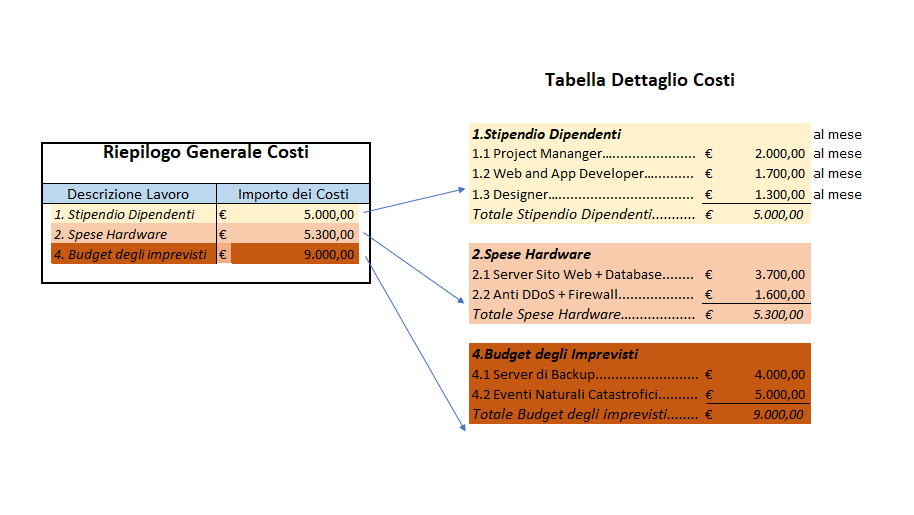 Tabella Dettaglio Costi
Riepilogo Generale Costi
Descrizione Lavoro Importo dei Costi
1. Stipendio Dipendenti € 5.000,00
2. Spese Hardware € 5.300,00
4. Budget degli imprevisti € 9.000,00
1.Stipendio Dipendenti al mese
1.1 Project Mananger........................ € 2.000,00 al mese
1.2 Web and App Developer............. € 1.700,00 al mese
1.3 Designer...................................... € 1.300,00 al mese
Totale Stipendio Dipendenti........... € 5.000,00
2.Spese Hardware
2.1 Server Sito Web + Database........ € 3.700,00
2.2 Anti DDoS + Firewall................... € 1.600,00
Totale Spese Hardware................... € 5.300,00
4.Budget degli Imprevisti
4.1 Server di Backup.......................... € 4.000,00
4.2 Eventi Naturali Catastrofici.......... € 5.000,00
Totale Budget degli imprevisti........ € 9.000,00